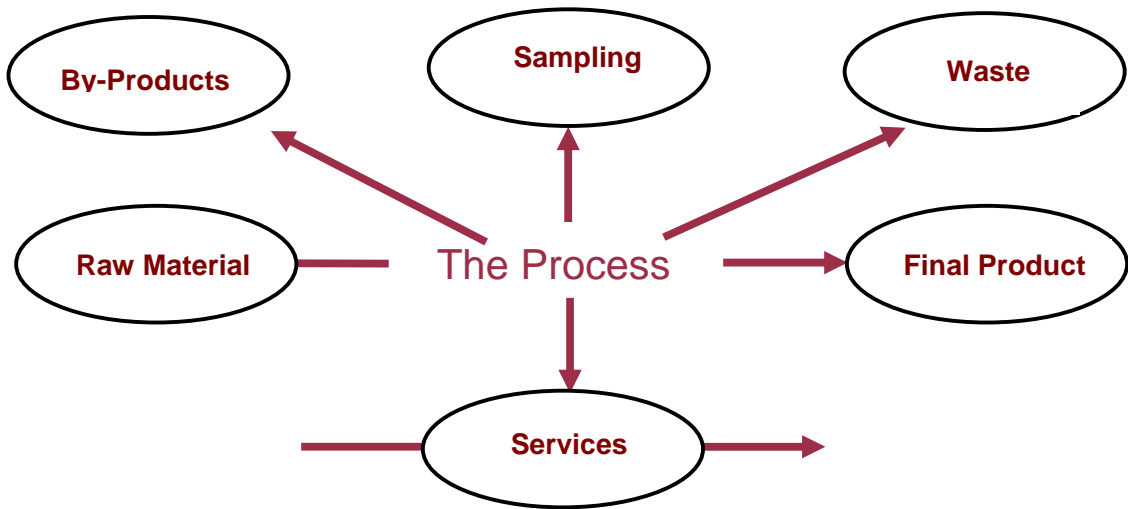 By-Products
Sampling
Waste
Raw Material
The Process
Final Product
Services